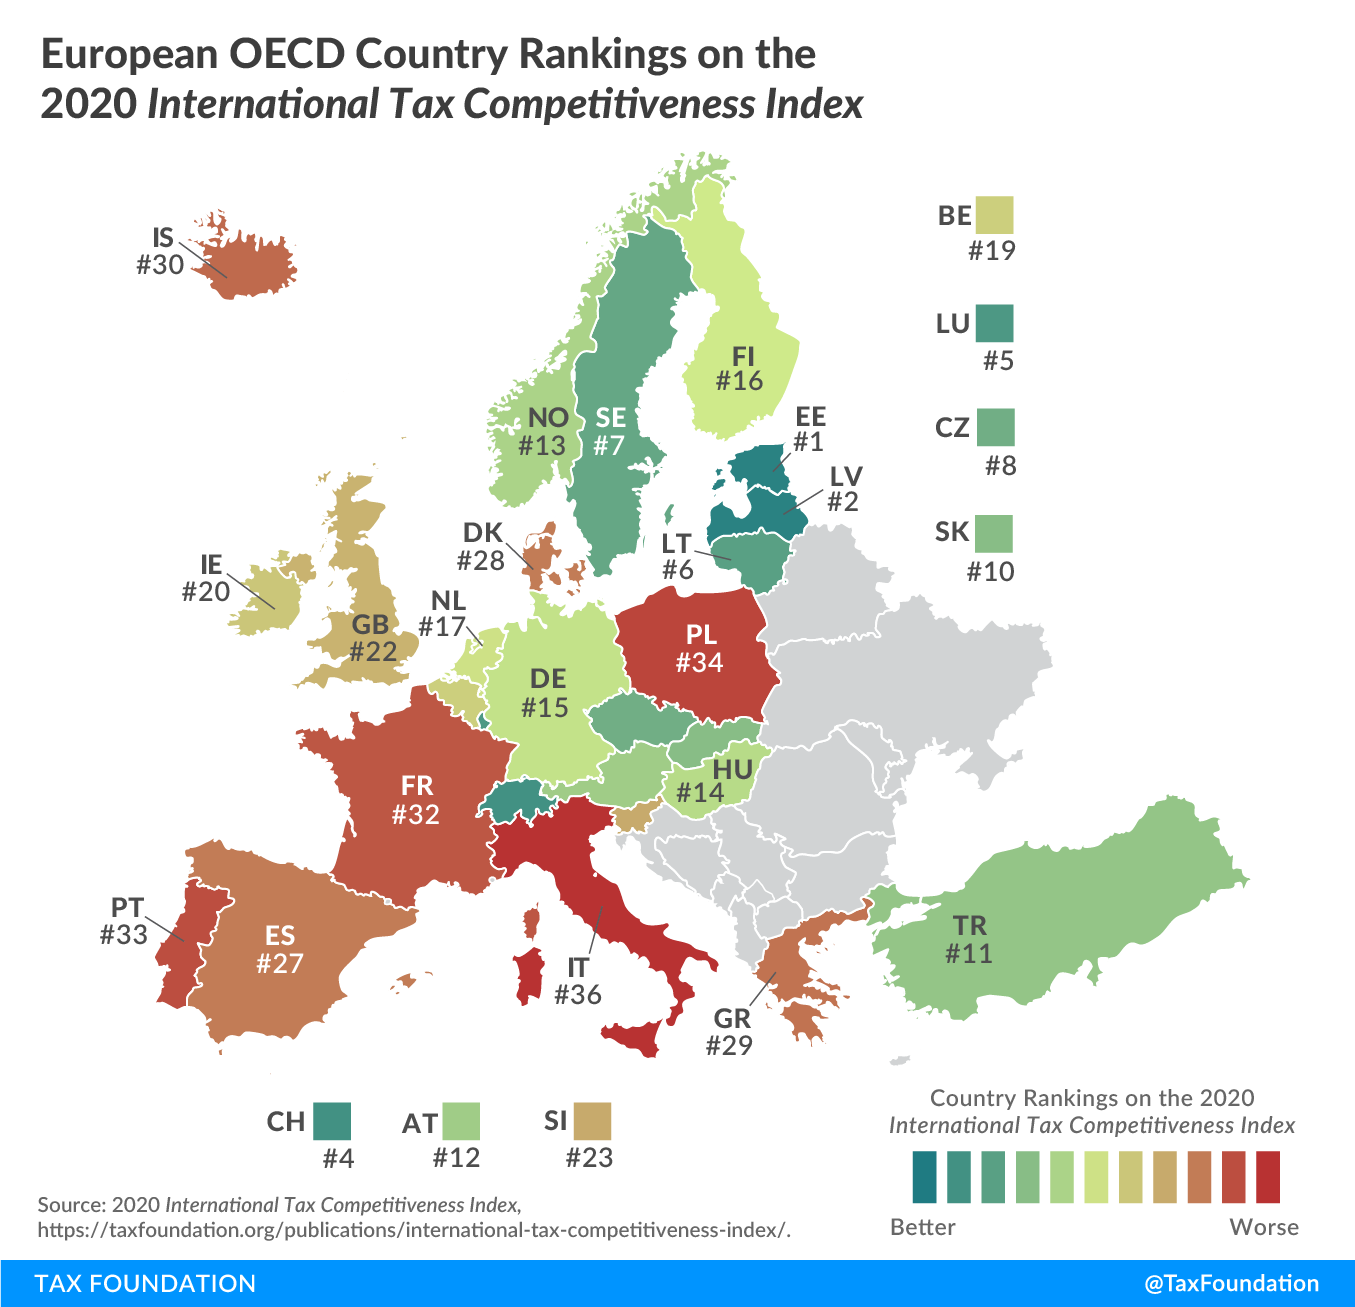 European OECD Country Rankings on the
2020 International Tax Competitiveness Index
IS
#30
BE
#19
LU
#5
CZ
#8
SK
#10
FI
#16
NO
#13
SE
#7
EE
#1
LV
#2
LT
#6
DK
#28
IE
#20
GB
#22
NL
#17
DE
#15
PL
#34
FR
#32
HU
#14
PT
#33
ES
#27
IT
#36
GR
#29
TR
#11
CH
#4
AT
#12
SI
#23
Country Rankings on the 2020
International Tax Competitiveness Index
Better
Worse
Source: 2020 International Tax Competitiveness Index,
https://taxfoundation.org/publications/international-tax-competitiveness-index/.
TAX FOUNDATION
@TaxFoundation